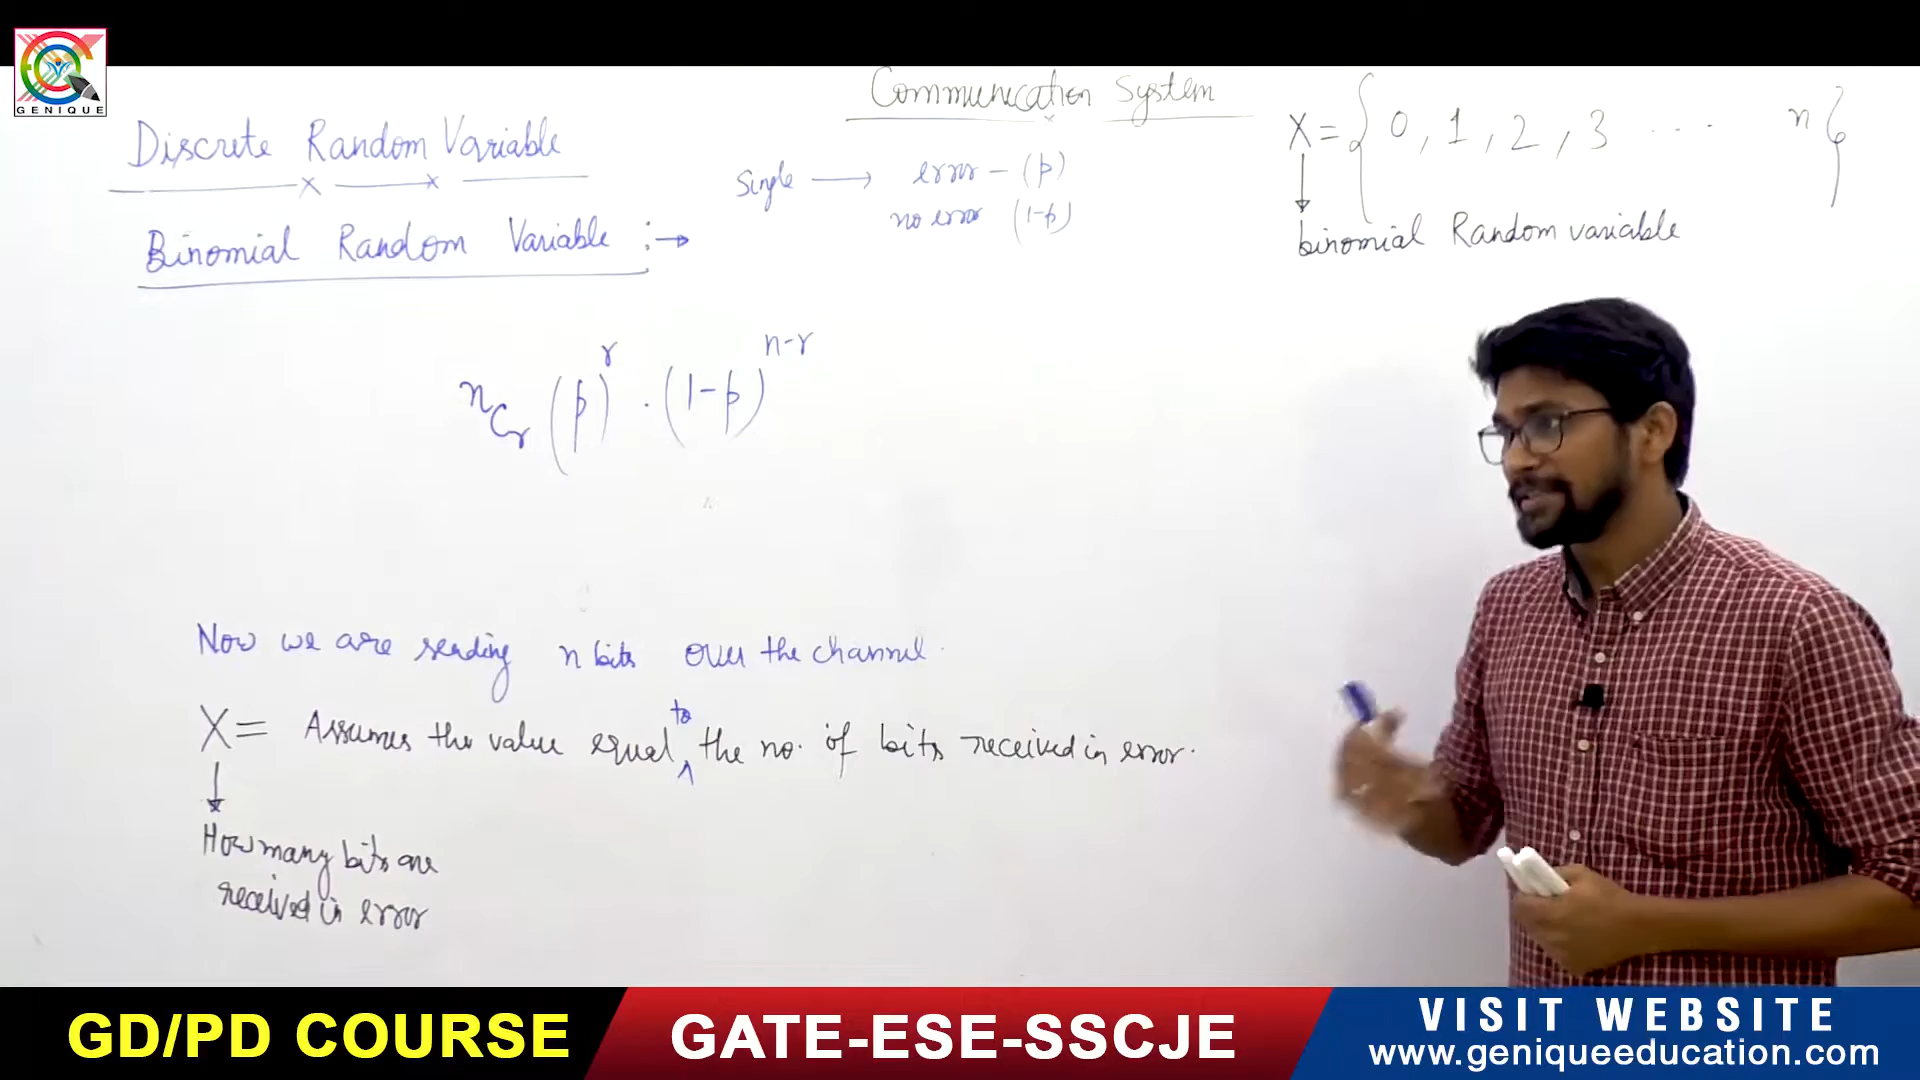 GENIQUE
Communication System
Discrete Random Variable
Binomial Random Variable :→
Single → error - (p)
no error (1-p)
X = { 0, 1, 2, 3 ... n }
binomial Random variable
nCr (p)^r . (1-p)^n-r
Now we are sending n bits over the channel.
X = Assumes the value equal to the no. of bits received in error.
How many bits are
received in error
GD/PD COURSE
GATE-ESE-SSCJE
VISIT WEBSITE
www.geniqueeducation.com